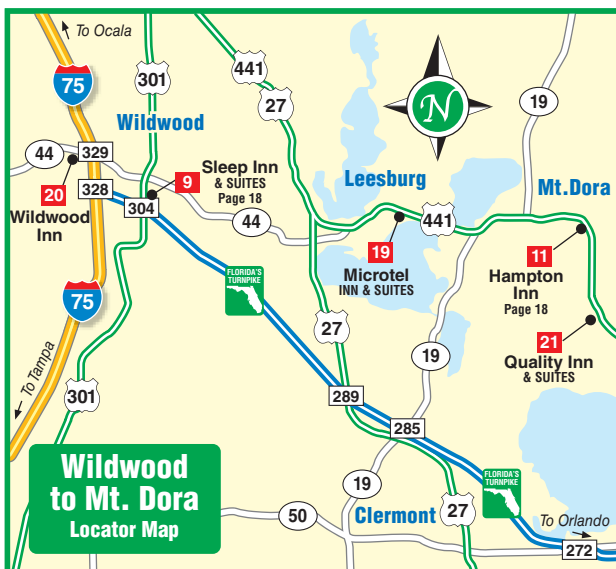 To Ocala
75
301
441
27
19
N
Wildwood
44
329
20
Wildwood
Inn
328
304
9
Sleep Inn
& SUITES
Page 18
44
Leesburg
Mt.Dora
441
19
Microtel
INN & SUITES
11
Hampton
Inn
Page 18
21
Quality Inn
& SUITES
75
FLORIDA'S
TURNPIKE
27
19
To Tampa
301
289
285
Wildwood
to Mt. Dora
Locator Map
19
50
Clermont
27
FLORIDA'S
TURNPIKE
To Orlando
272